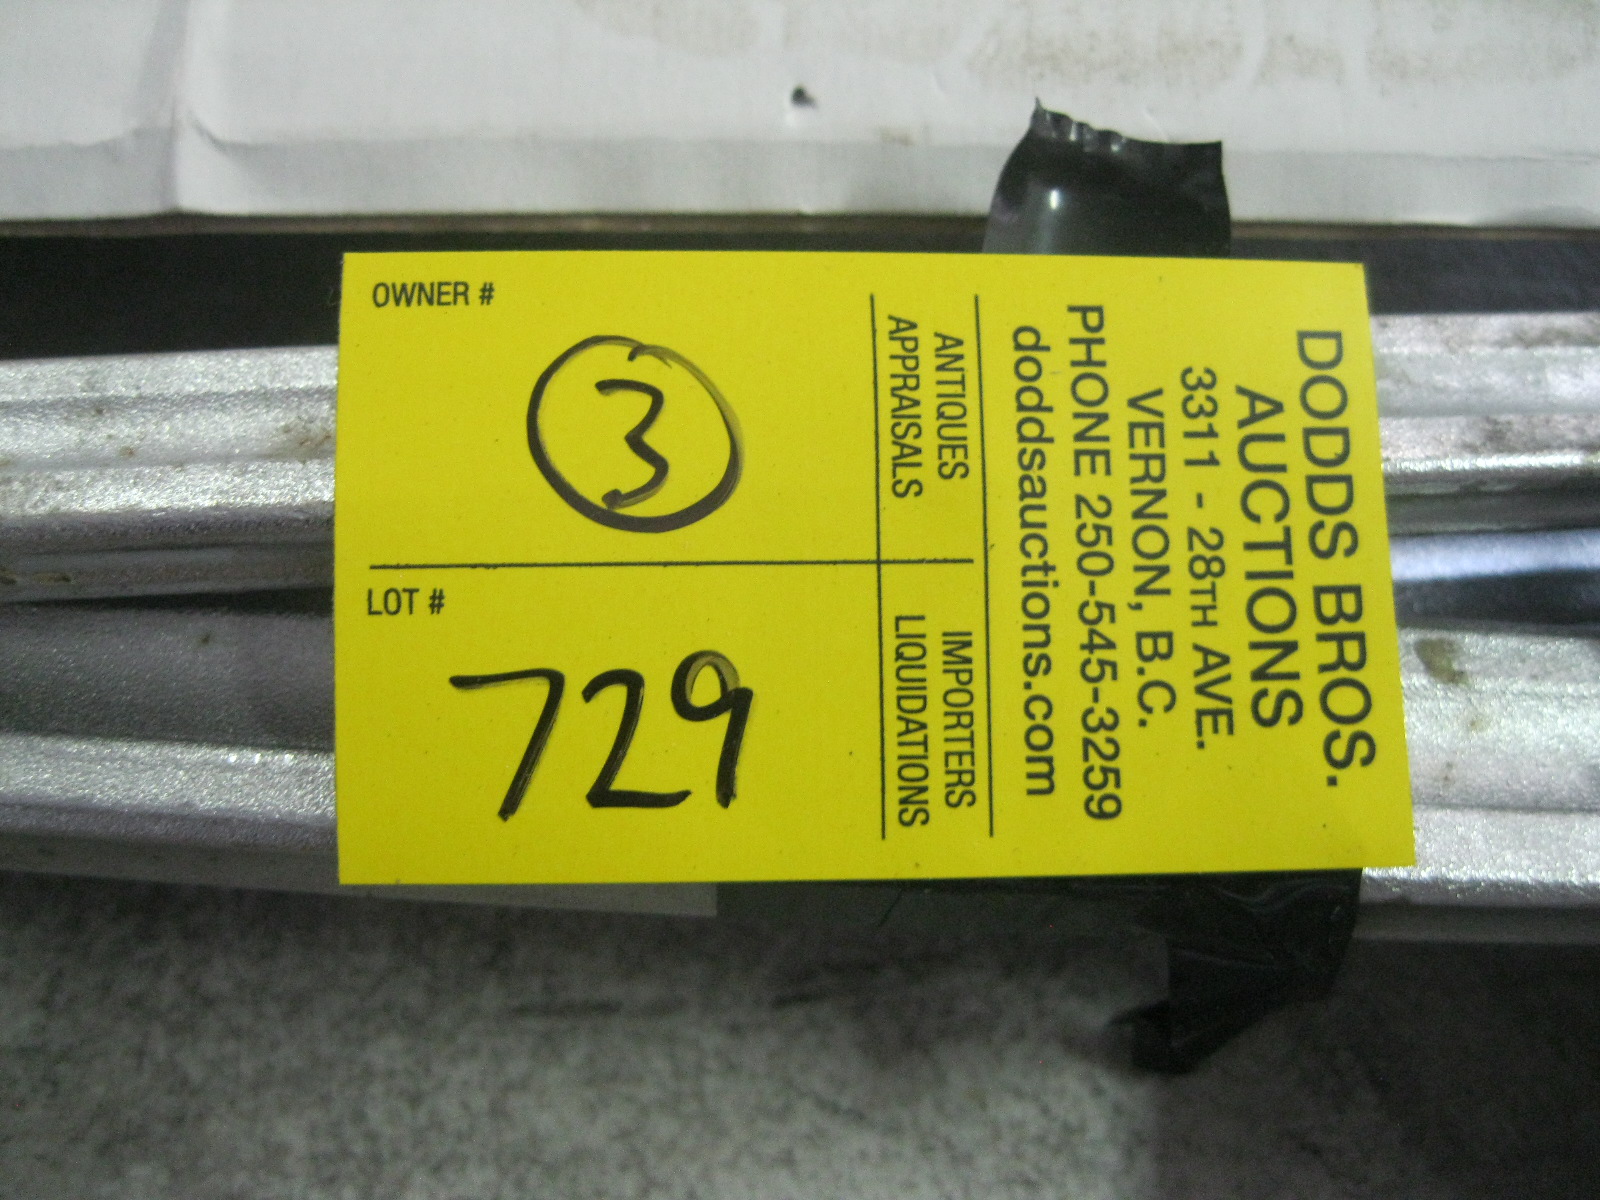 DODDS BROS.
AUCTIONS
3311 - 28TH AVE.
VERNON, B.C.
PHONE 250-545-3259
doddsauctions.com
ANTIQUES
APPRAISALS
IMPORTERS
LIQUIDATIONS
OWNER #
3
LOT #
729